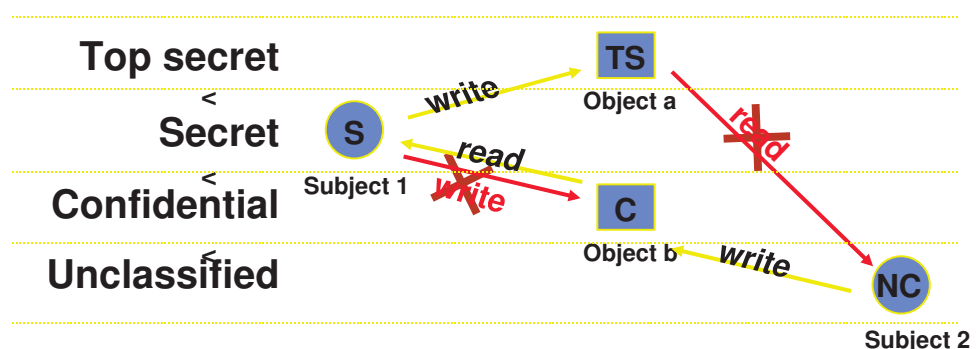 Top secret
<
Secret
<
Confidential
<
Unclassified
S
Subject 1
write
read
write
TS
Object a
C
Object b
read
write
NC
Subject 2